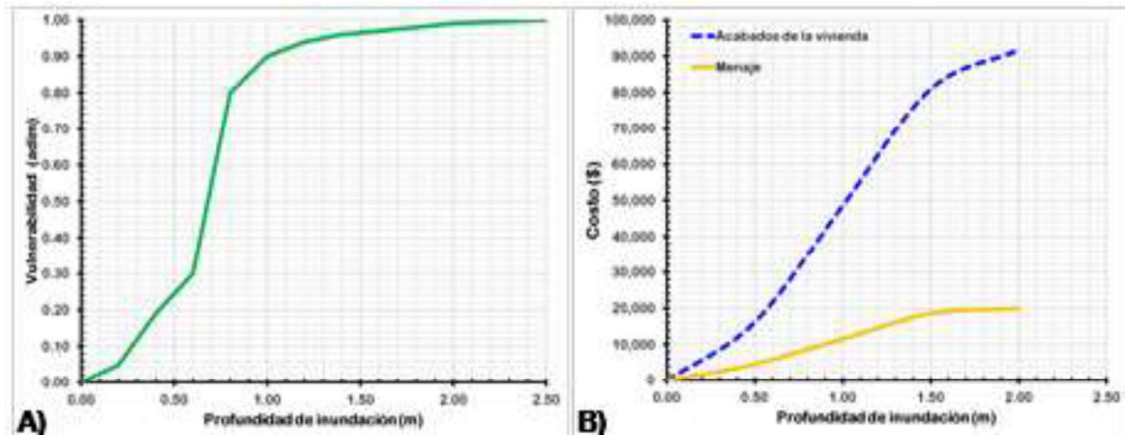 1.00
0.90
0.80
0.70
0.60
0.50
0.40
0.30
0.20
0.10
0.00
Vulnerabilidad (adim)
0.00 0.50 1.00 1.50 2.00 2.50
Profundidad de inundación (m)
A)
100,000
90,000
80,000
70,000
60,000
50,000
40,000
30,000
20,000
10,000
0
Costo ($)
Acabados de la vivienda
Menaje
0.00 0.50 1.00 1.50 2.00 2.50
Profundidad de inundación (m)
B)